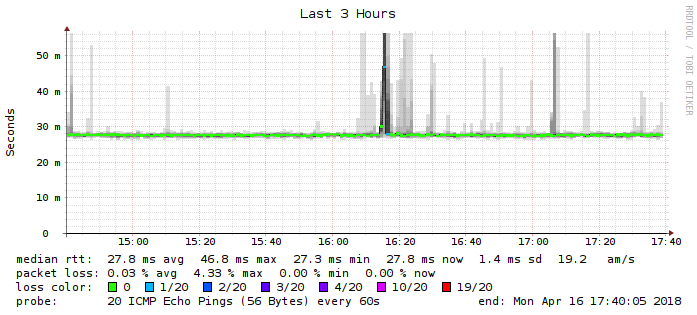 Last 3 Hours
RRDTOOL / TOBI OETIKER
Seconds
50 m
40 m
30 m
20 m
10 m
0
15:00 15:20 15:40 16:00 16:20 16:40 17:00 17:20 17:40
median rtt: 27.8 ms avg 46.8 ms max 27.3 ms min 27.8 ms now 1.4 ms sd 19.2 am/s
packet loss: 0.03 % avg 4.33 % max 0.00 % min 0.00 % now
loss color: 0 1/20 2/20 3/20 4/20 10/20 19/20
probe: 20 ICMP Echo Pings (56 Bytes) every 60s end: Mon Apr 16 17:40:05 2018